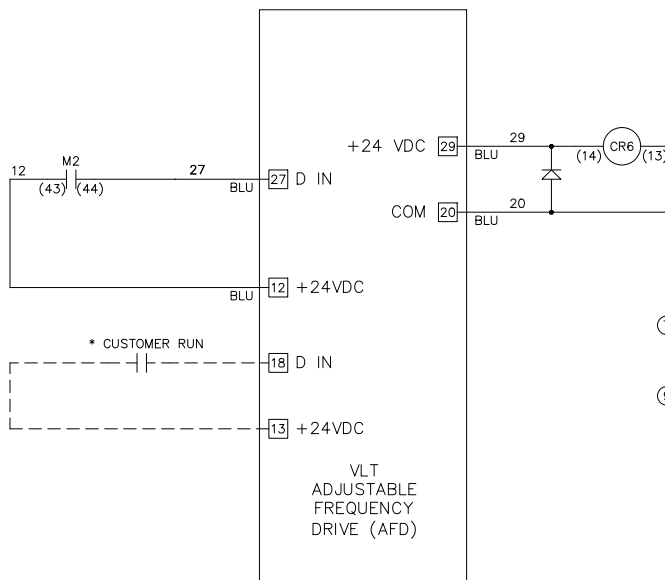 +24 VDC 29 29 (14) CR6 (13)
BLU
12 M2 27
(43) (44) BLU 27 D IN
COM 20 20
BLU
BLU 12 +24VDC
* CUSTOMER RUN
18 D IN
13 +24VDC
VLT
ADJUSTABLE
FREQUENCY
DRIVE (AFD)